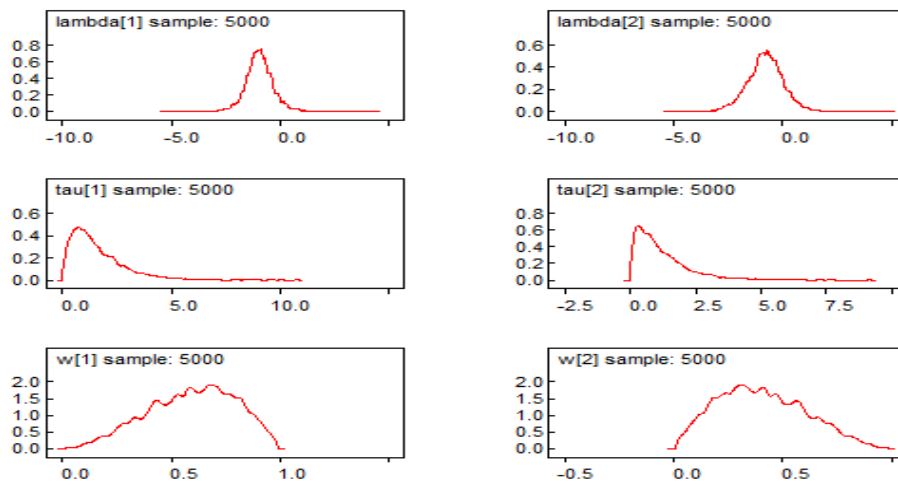 lambda[1] sample: 5000
0.8
0.6
0.4
0.2
0.0
-10.0 -5.0 0.0
lambda[2] sample: 5000
0.6
0.4
0.2
0.0
-10.0 -5.0 0.0
tau[1] sample: 5000
0.6
0.4
0.2
0.0
0.0 5.0 10.0
tau[2] sample: 5000
0.8
0.6
0.4
0.2
0.0
-2.5 0.0 2.5 5.0 7.5
w[1] sample: 5000
2.0
1.5
1.0
0.5
0.0
0.0 0.5 1.0
w[2] sample: 5000
2.0
1.5
1.0
0.5
0.0
-0.5 0.0 0.5